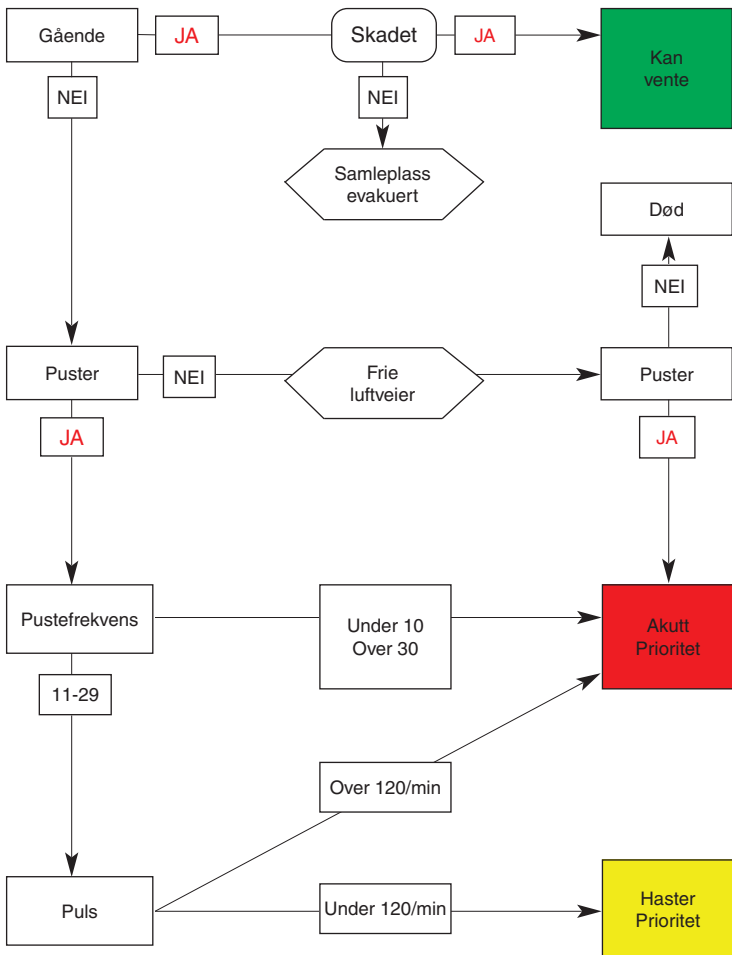 Gående
JA
Skadet
JA
Kan
vente
NEI
NEI
Samleplass
evakuert
Død
NEI
Puster
NEI
Frie
luftveier
Puster
JA
JA
Pustefrekvens
Under 10
Over 30
Akutt
Prioritet
11-29
Over 120/min
Puls
Under 120/min
Haster
Prioritet